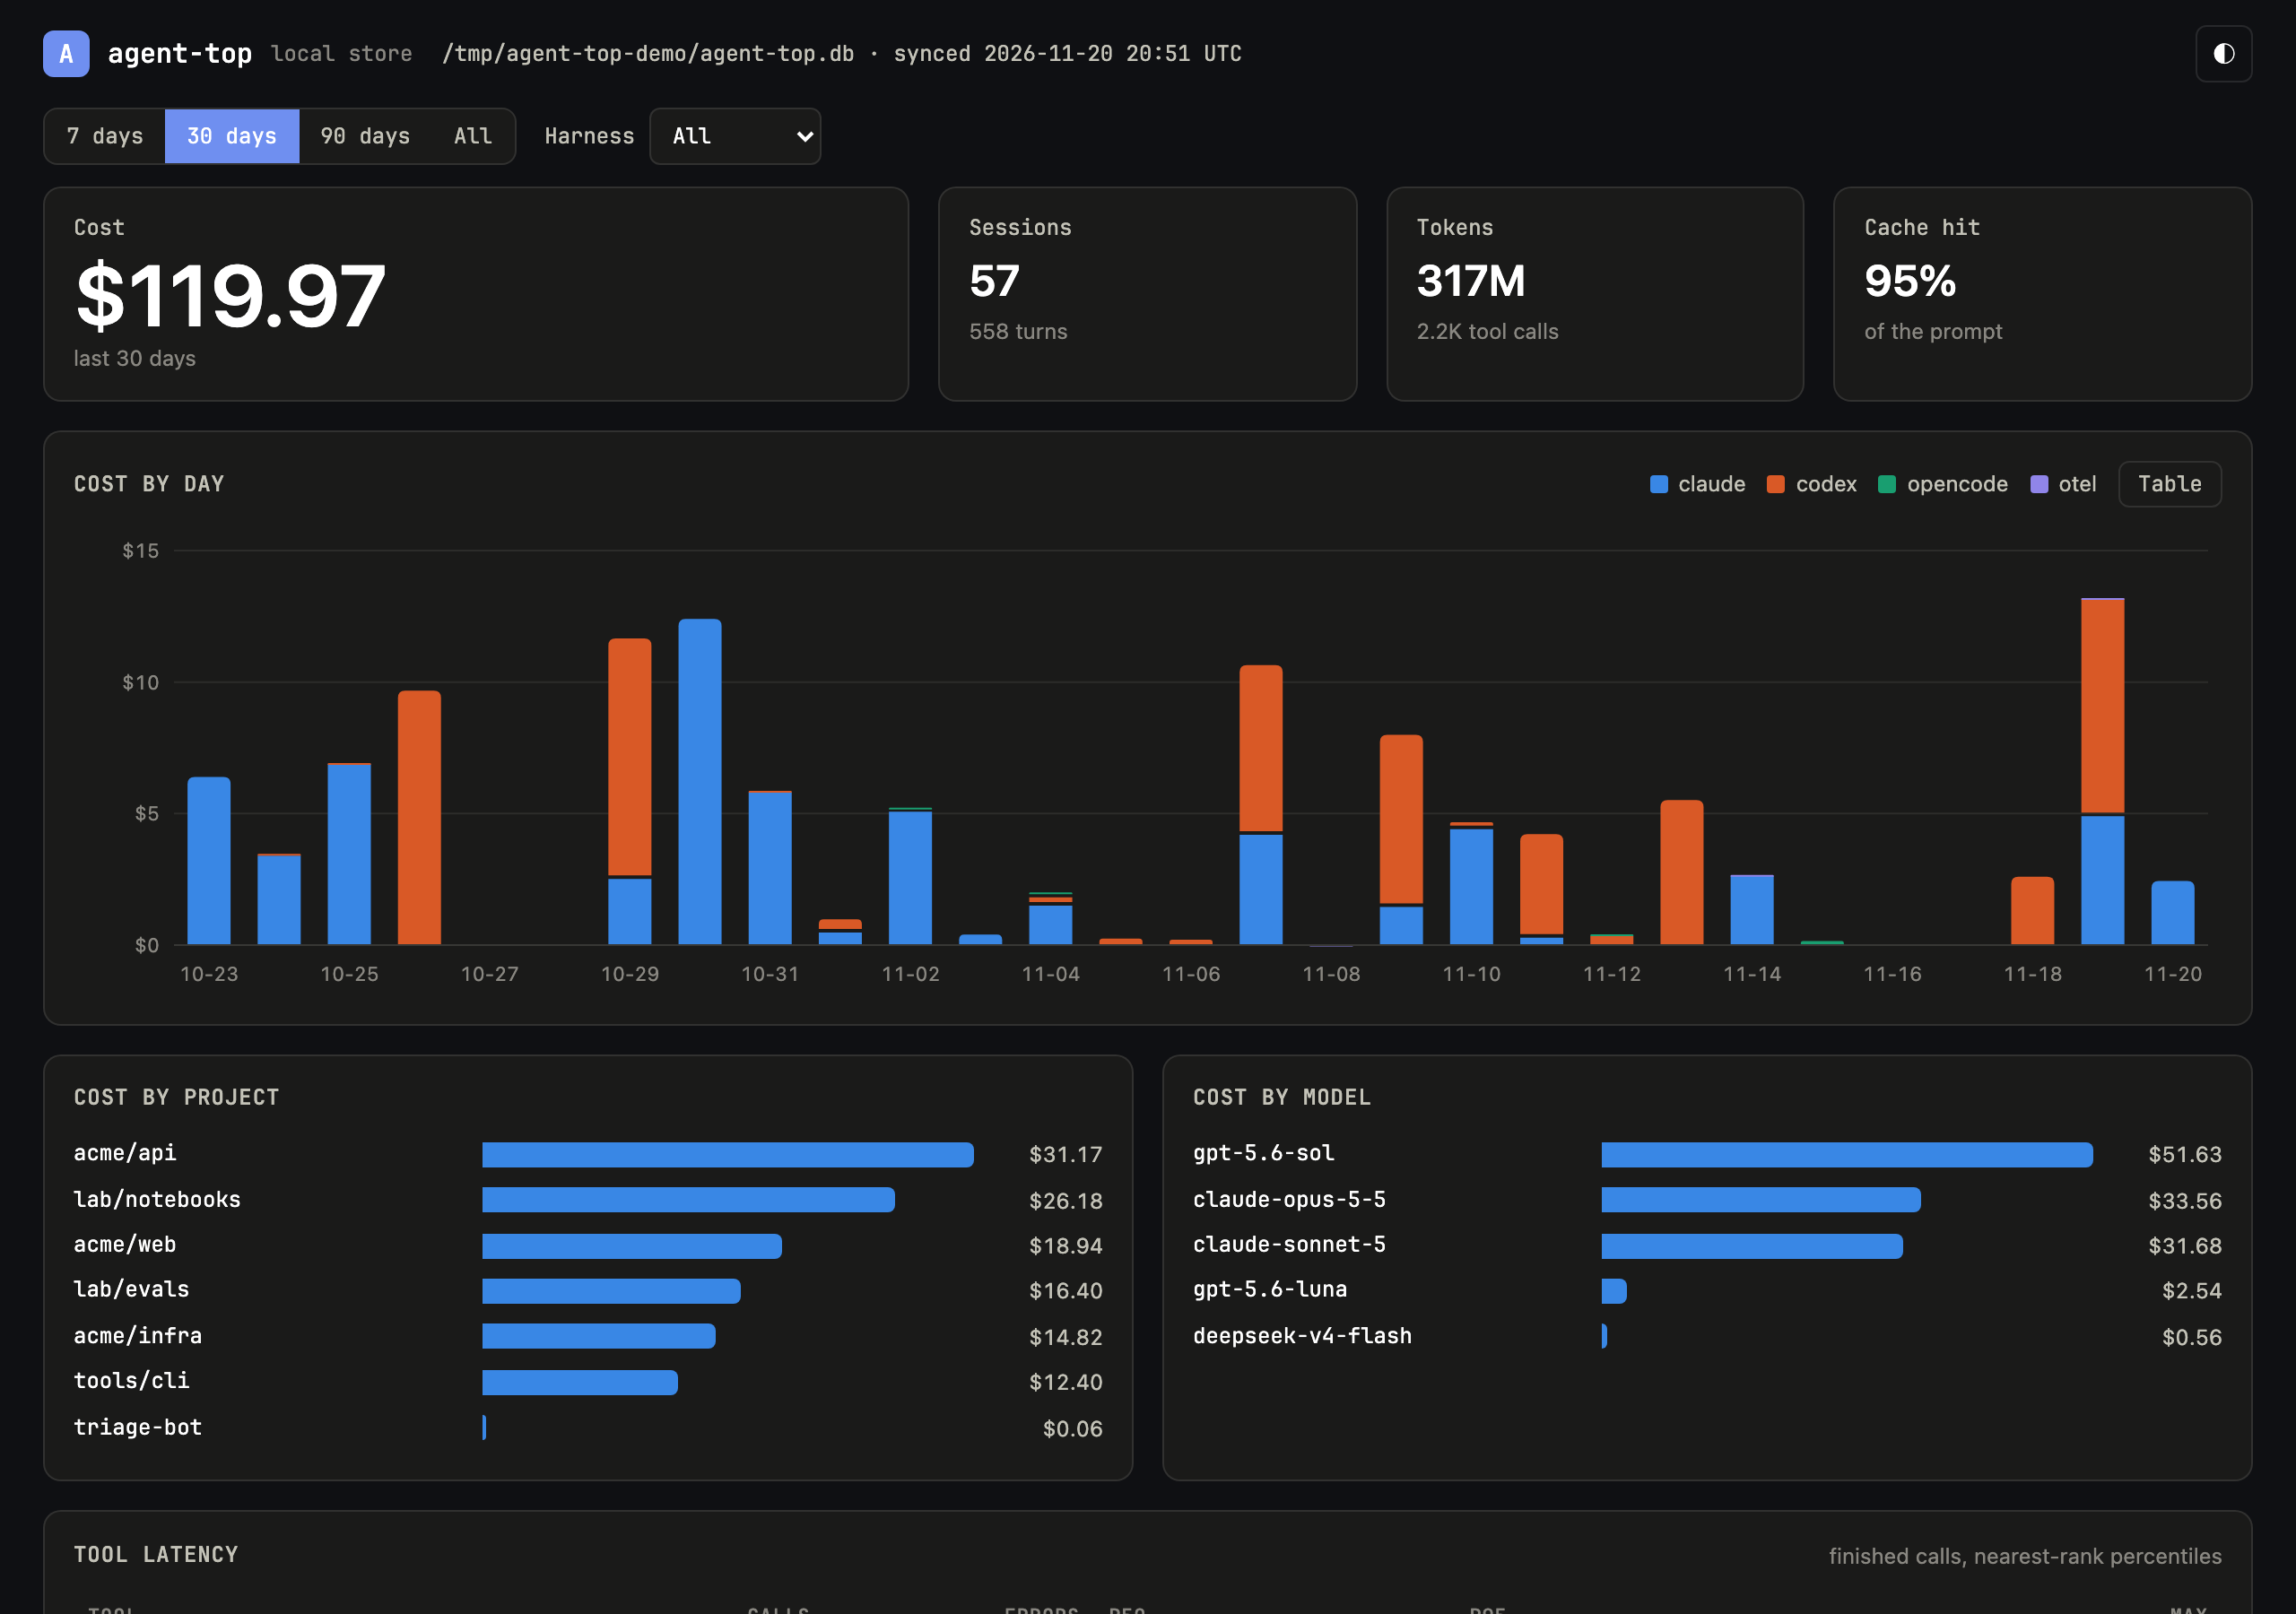 A agent-top local store /tmp/agent-top-demo/agent-top.db · synced 2026-11-20 20:51 UTC
7 days 30 days 90 days All Harness All
Cost
$119.97
last 30 days
Sessions
57
558 turns
Tokens
317M
2.2K tool calls
Cache hit
95%
of the prompt
COST BY DAY claude codex opencode otel Table
$15
$10
$5
$0
10-23 10-25 10-27 10-29 10-31 11-02 11-04 11-06 11-08 11-10 11-12 11-14 11-16 11-18 11-20
COST BY PROJECT
acme/api $31.17
lab/notebooks $26.18
acme/web $18.94
lab/evals $16.40
acme/infra $14.82
tools/cli $12.40
triage-bot $0.06
COST BY MODEL
gpt-5.6-sol $51.63
claude-opus-5-5 $33.56
claude-sonnet-5 $31.68
gpt-5.6-luna $2.54
deepseek-v4-flash $0.56
TOOL LATENCY finished calls, nearest-rank percentiles
TOOL CALLS ERRORS MAX